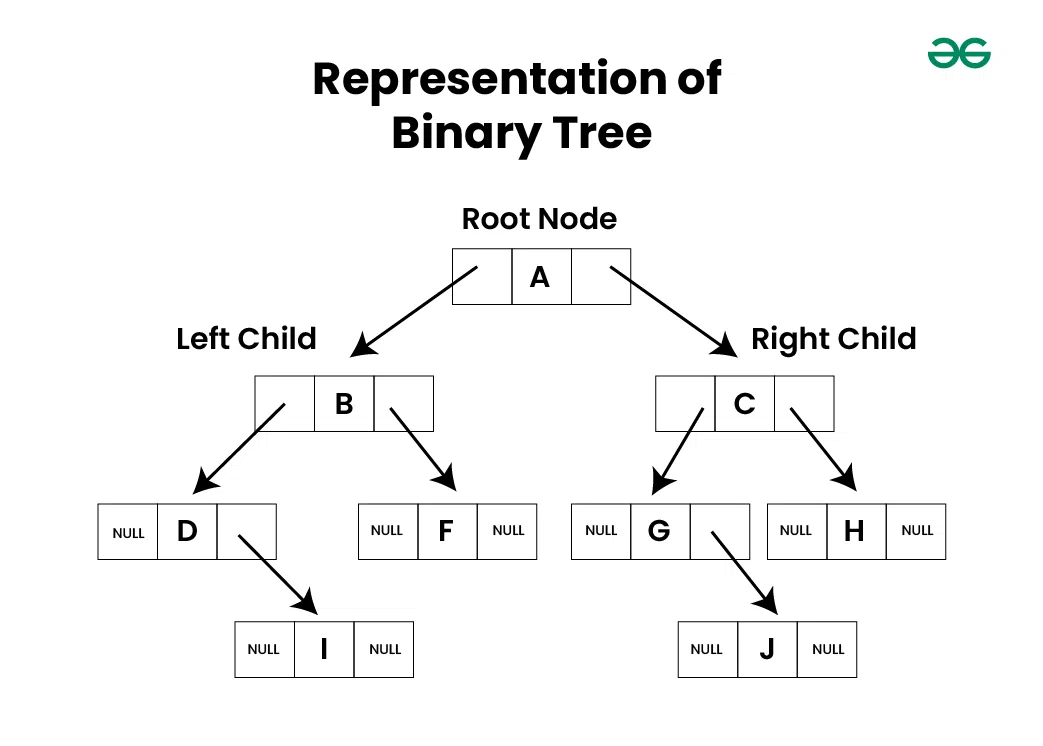 Representation of
Binary Tree
Root Node
A
Left Child
Right Child
B
C
NULL D
NULL F NULL
NULL G
NULL H NULL
NULL I NULL
NULL J NULL